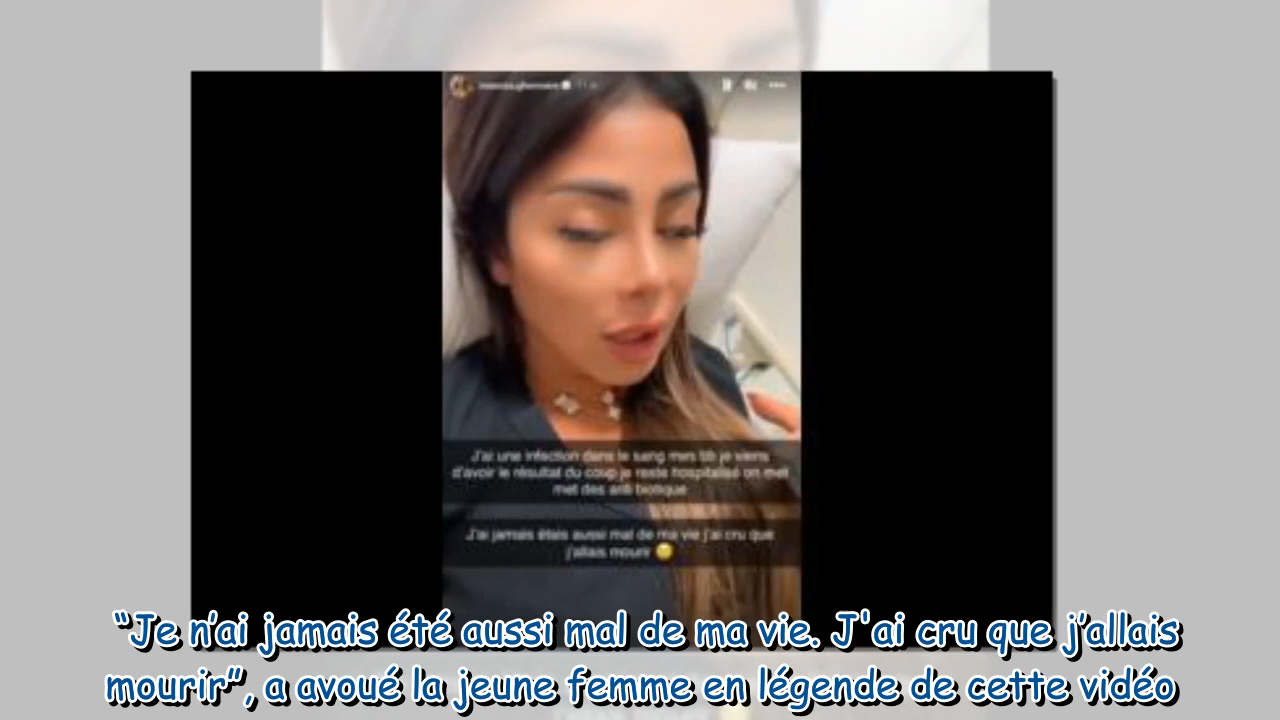 J'ai une infection dans le sang mes bb je viens
d'avoir le résultat du coup je reste hospitalisé on met
met des anti biotique
J'ai jamais étais aussi mal de ma vie j'ai cru que
j'allais mourir
“Je n’ai jamais été aussi mal de ma vie. J'ai cru que j’allais
mourir”, a avoué la jeune femme en légende de cette vidéo